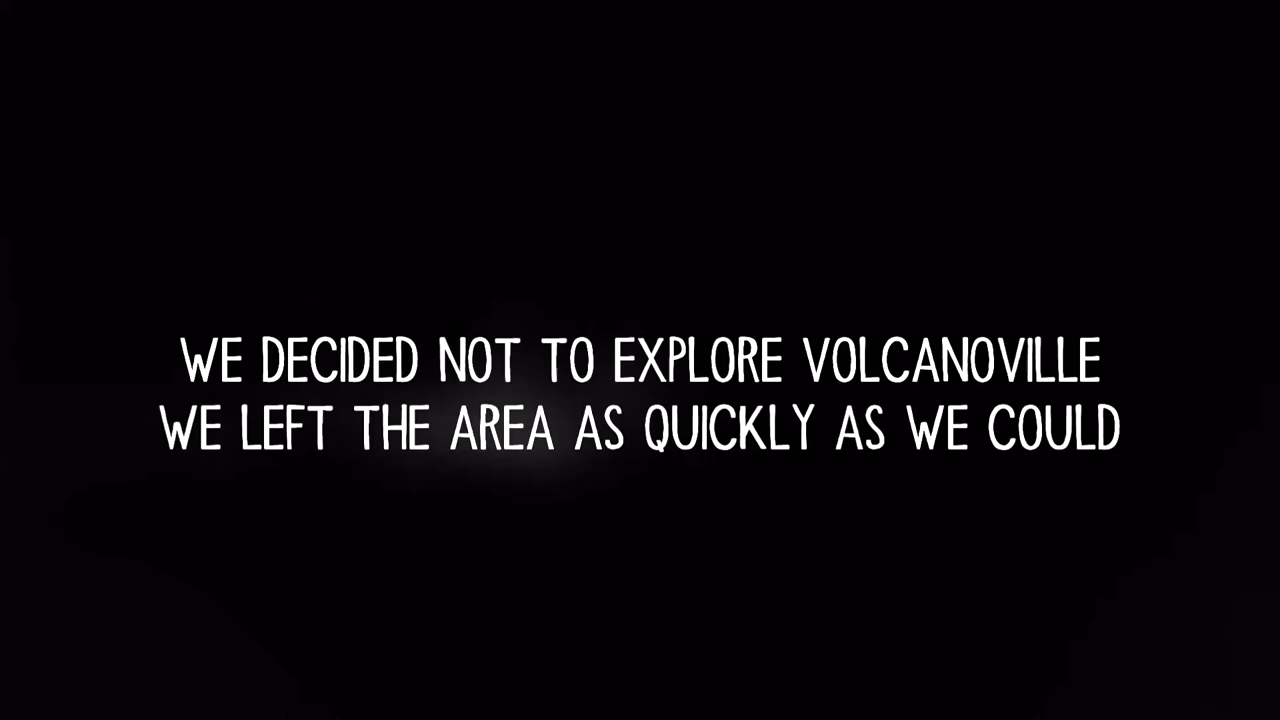 WE DECIDED NOT TO EXPLORE VOLCANOVILLE
WE LEFT THE AREA AS QUICKLY AS WE COULD